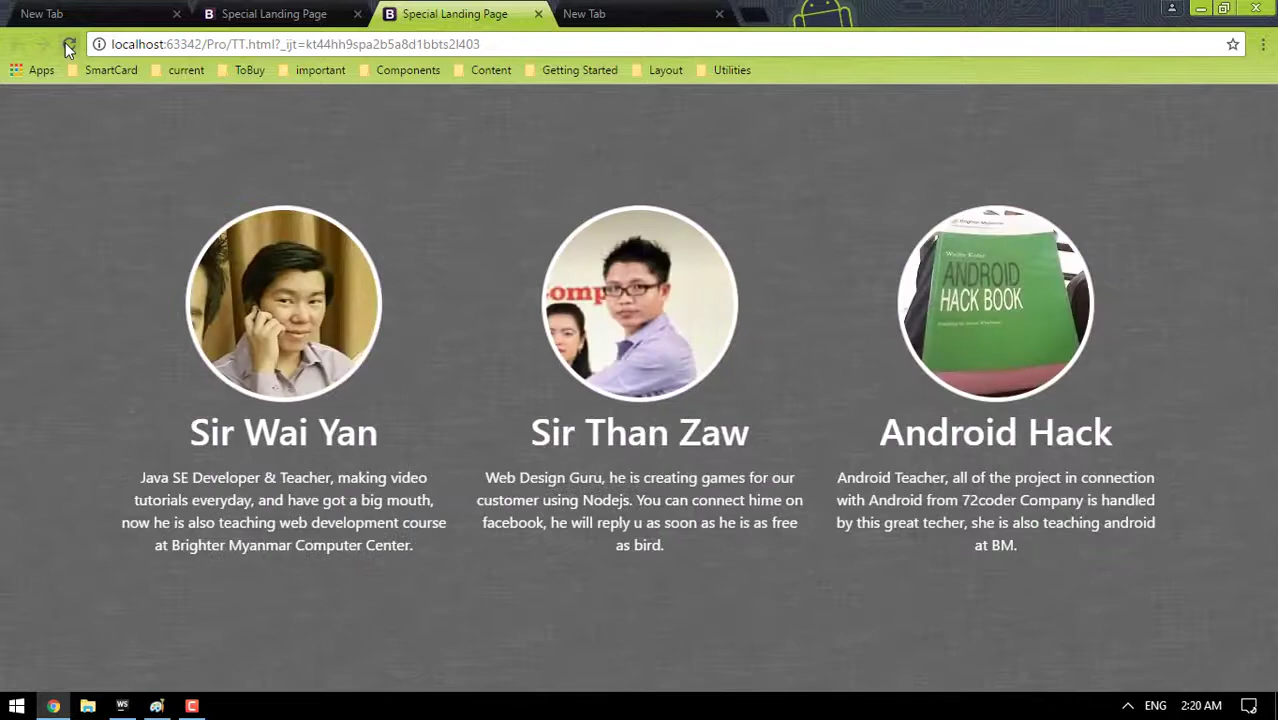 New Tab
Special Landing Page
Special Landing Page
New Tab
localhost:63342/Pro/TT.html?_ijt=kt44hh9spa2b5a8d1bbts2l403
Apps
SmartCard
current
ToBuy
important
Components
Content
Getting Started
Layout
Utilities
omp
ANDROID
HACK BOOK
Sir Wai Yan
Sir Than Zaw
Android Hack
Java SE Developer & Teacher, making video
tutorials everyday, and have got a big mouth,
now he is also teaching web development course
at Brighter Myanmar Computer Center.
Web Design Guru, he is creating games for our
customer using Nodejs. You can connect hime on
facebook, he will reply u as soon as he is as free
as bird.
Android Teacher, all of the project in connection
with Android from 72coder Company is handled
by this great techer, she is also teaching android
at BM.
WS
C
ENG
2:20 AM